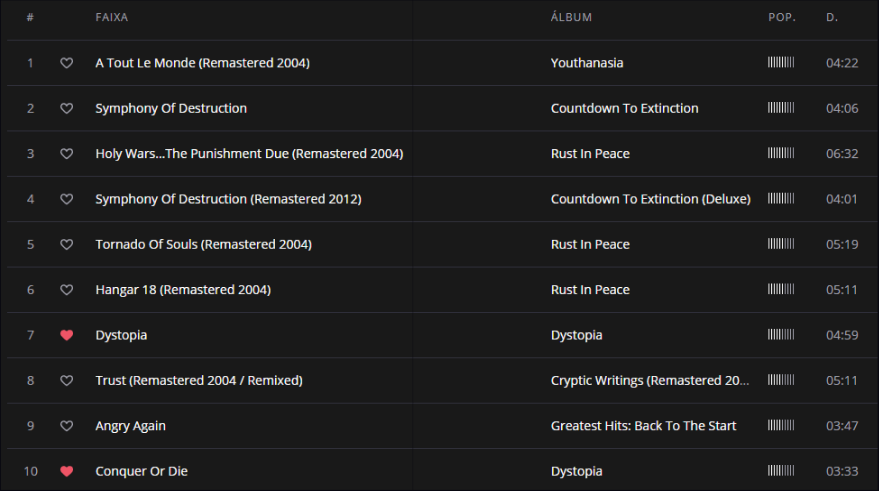 # FAIXA ÁLBUM POP. D.
1 A Tout Le Monde (Remastered 2004) Youthanasia 04:22
2 Symphony Of Destruction Countdown To Extinction 04:06
3 Holy Wars...The Punishment Due (Remastered 2004) Rust In Peace 06:32
4 Symphony Of Destruction (Remastered 2012) Countdown To Extinction (Deluxe) 04:01
5 Tornado Of Souls (Remastered 2004) Rust In Peace 05:19
6 Hangar 18 (Remastered 2004) Rust In Peace 05:11
7 Dystopia Dystopia 04:59
8 Trust (Remastered 2004 / Remixed) Cryptic Writings (Remastered 20... 05:11
9 Angry Again Greatest Hits: Back To The Start 03:47
10 Conquer Or Die Dystopia 03:33